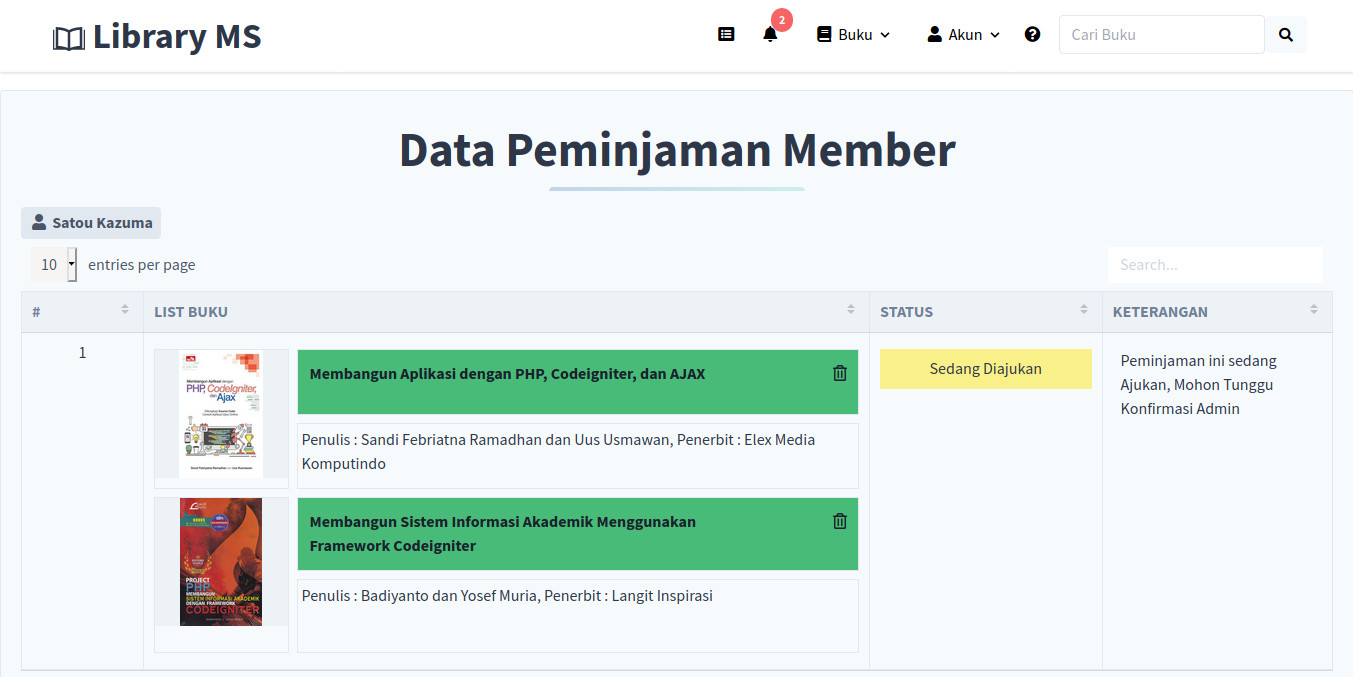 Library MS
2
Buku
Akun
Cari Buku
Data Peminjaman Member
Satou Kazuma
10 entries per page
Search...
# LIST BUKU STATUS KETERANGAN
1
Membangun Aplikasi dengan
PHP, CodeIgniter,
dan Ajax
Membangun Aplikasi dengan PHP, Codeigniter, dan AJAX
Penulis : Sandi Febriatna Ramadhan dan Uus Usmawan, Penerbit : Elex Media
Komputindo
PROJECT
PHP
MEMBANGUN
SISTEM INFORMASI AKADEMIK
DENGAN FRAMEWORK
CODEIGNITER
Membangun Sistem Informasi Akademik Menggunakan
Framework Codeigniter
Penulis : Badiyanto dan Yosef Muria, Penerbit : Langit Inspirasi
Sedang Diajukan
Peminjaman ini sedang
Ajukan, Mohon Tunggu
Konfirmasi Admin